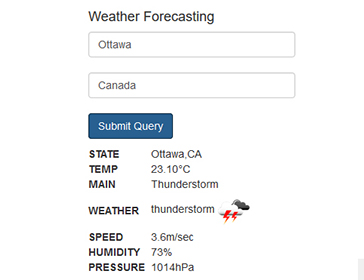 Weather Forecasting
Ottawa
Canada
Submit Query
STATE Ottawa,CA
TEMP 23.10°C
MAIN Thunderstorm
WEATHER thunderstorm
SPEED 3.6m/sec
HUMIDITY 73%
PRESSURE 1014hPa